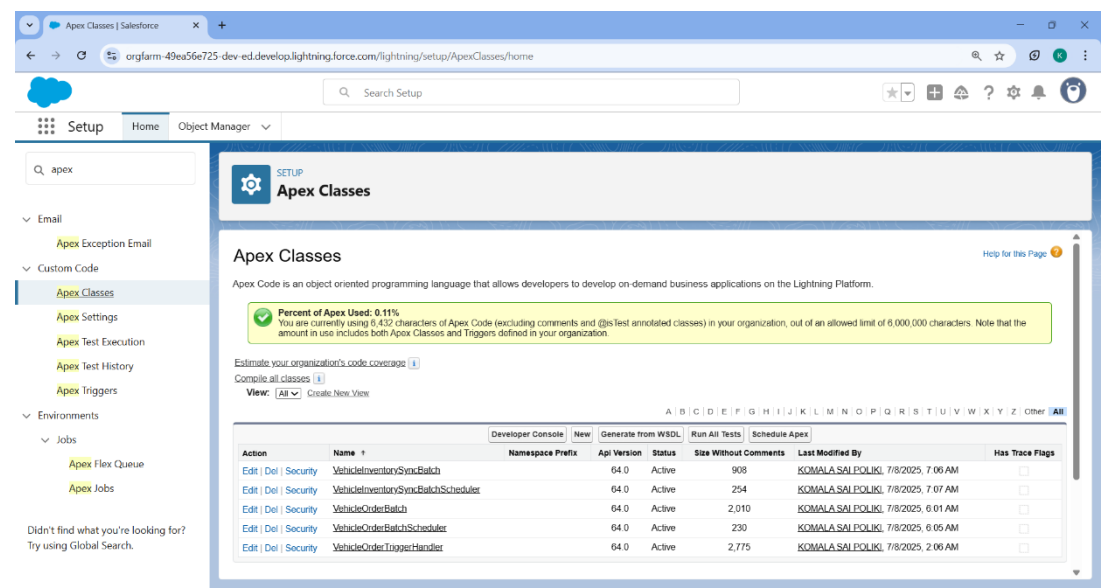 Apex Classes | Salesforce
orgfarm-49ea56e725-dev-ed.develop.lightning.force.com/lightning/setup/ApexClasses/home
K
Search Setup
Setup
Home
Object Manager
apex
Email
Apex Exception Email
Custom Code
Apex Classes
Apex Settings
Apex Test Execution
Apex Test History
Apex Triggers
Environments
Jobs
Apex Flex Queue
Apex Jobs
Didn't find what you're looking for?
Try using Global Search.
SETUP
Apex Classes
Apex Classes
Help for this Page ?
Apex Code is an object oriented programming language that allows developers to develop on-demand business applications on the Lightning Platform.
Percent of Apex Used: 0.11%
You are currently using 6,432 characters of Apex Code (excluding comments and @isTest annotated classes) in your organization, out of an allowed limit of 6,000,000 characters. Note that the
amount in use includes both Apex Classes and Triggers defined in your organization.
Estimate your organization's code coverage i
Compile all classes i
View: All Create New View
A | B | C | D | E | F | G | H | I | J | K | L | M | N | O | P | Q | R | S | T | U | V | W | X | Y | Z | Other | All
Developer Console New Generate from WSDL Run All Tests Schedule Apex
Action Name ↑ Namespace Prefix Api Version Status Size Without Comments Last Modified By Has Trace Flags
Edit | Del | Security VehicleInventorySyncBatch 64.0 Active 908 KOMALA SAI POLIKI, 7/8/2025, 7:06 AM
Edit | Del | Security VehicleInventorySyncBatchScheduler 64.0 Active 254 KOMALA SAI POLIKI, 7/8/2025, 7:07 AM
Edit | Del | Security VehicleOrderBatch 64.0 Active 2,010 KOMALA SAI POLIKI, 7/8/2025, 6:01 AM
Edit | Del | Security VehicleOrderBatchScheduler 64.0 Active 230 KOMALA SAI POLIKI, 7/8/2025, 6:05 AM
Edit | Del | Security VehicleOrderTriggerHandler 64.0 Active 2,775 KOMALA SAI POLIKI, 7/8/2025, 2:06 AM